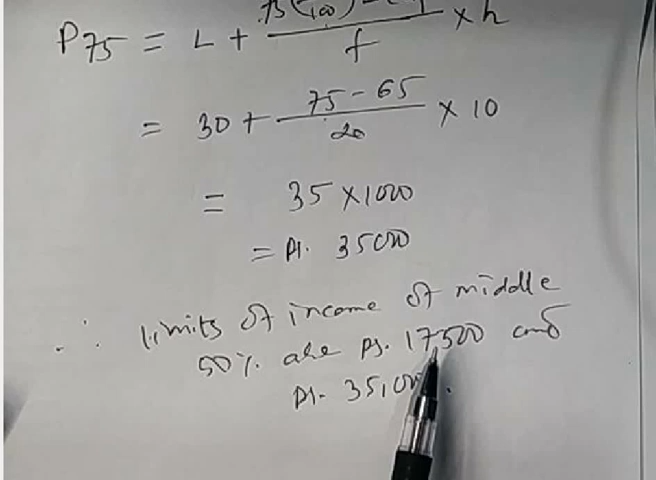 P75 = L + 75(/100) - / f × h
= 30 + 75 - 65 / 20 × 10
= 35 × 1000
= Rs. 35000
∴ limits of income of middle
50% are Rs. 17500 and
Rs. 35,000.